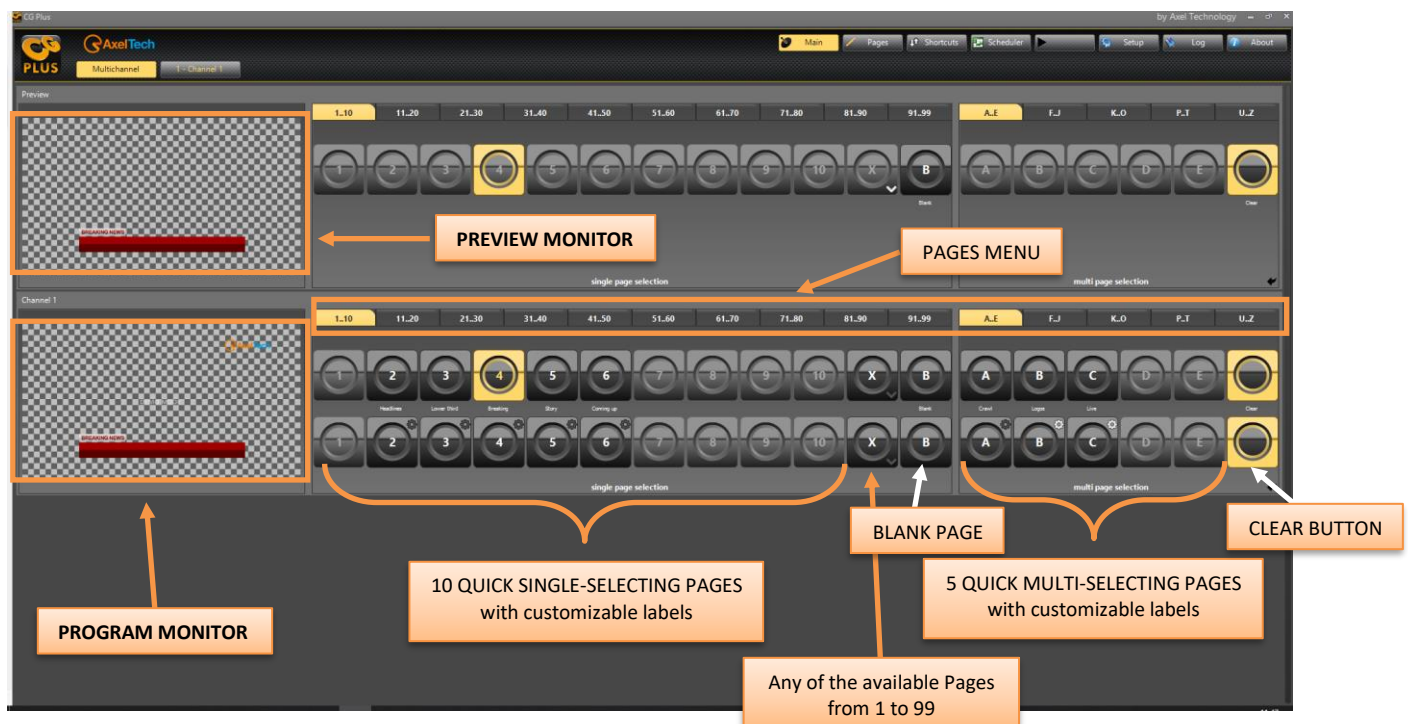 CG Plus
by Axel Technology
PLUS
AxelTech
Main
Pages
Shortcuts
Scheduler
Setup
Log
About
Multichannel
1 - Channel 1
Preview
1..10 11..20 21..30 31..40 41..50 51..60 61..70 71..80 81..90 91..99 A..E F..J K..O P..T U..Z
1 2 3 4 5 6 7 8 9 10 X B A B C D E
Blank Clear
BREAKING NEWS
PREVIEW MONITOR
PAGES MENU
single page selection multi page selection
Channel 1
1..10 11..20 21..30 31..40 41..50 51..60 61..70 71..80 81..90 91..99 A..E F..J K..O P..T U..Z
AxelTech
1 2 3 4 5 6 7 8 9 10 X B A B C D E
Headlines Lower third Breaking Story Coming up Blank Crawl Logos Live Clear
BREAKING NEWS
1 2 3 4 5 6 7 8 9 10 X B A B C D E
single page selection multi page selection
BLANK PAGE
CLEAR BUTTON
10 QUICK SINGLE-SELECTING PAGES
with customizable labels
5 QUICK MULTI-SELECTING PAGES
with customizable labels
PROGRAM MONITOR
Any of the available Pages
from 1 to 99